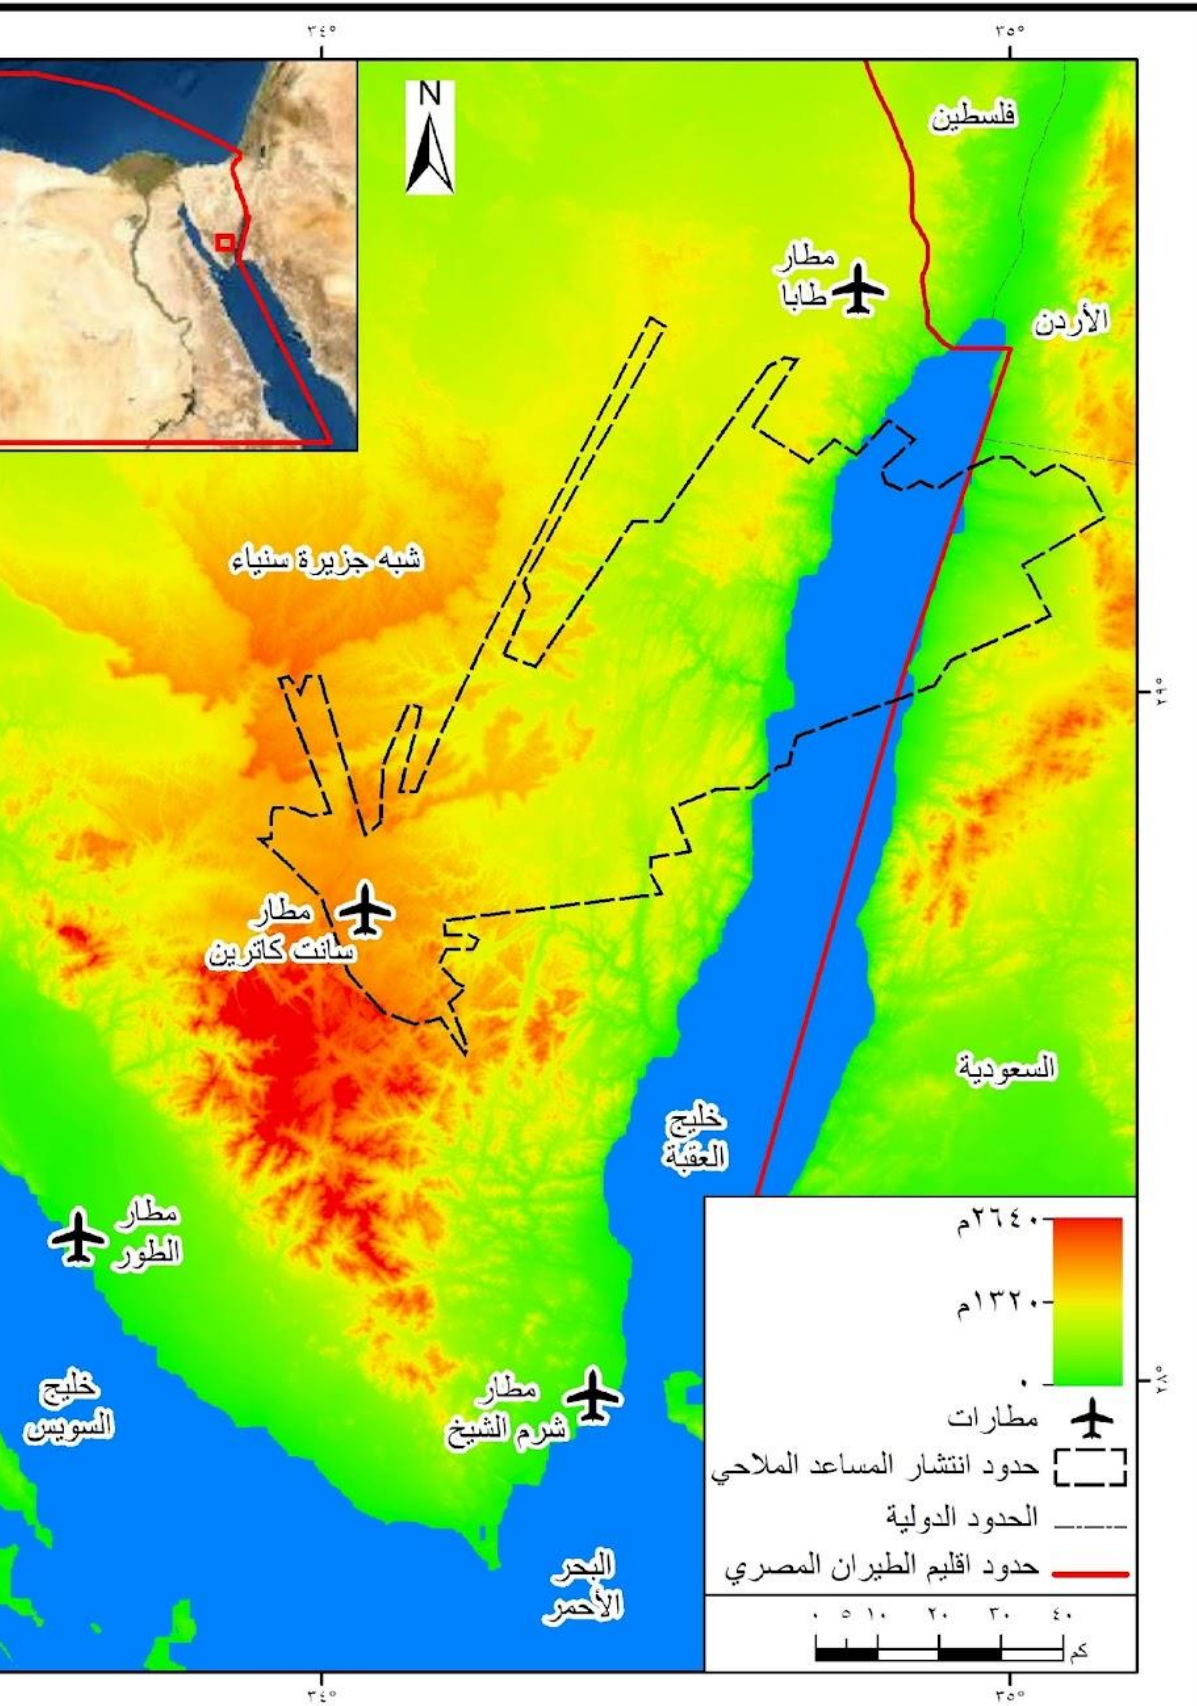 ٣٤°
٣٥°
N
فلسطين
مطار
طابا
الأردن
شبه جزيرة سنياء
٢٩°
مطار
سانت كاترين
السعودية
خليج
العقبة
مطار
الطور
٢٨°
مطار
شرم الشيخ
خليج
السويس
البحر
الأحمر
٢٦٤٠م
١٣٢٠م
٠
مطارات
حدود انتشار المساعد الملاحي
الحدود الدولية
حدود اقليم الطيران المصري
٠ ٥ ١٠ ٢٠ ٣٠ ٤٠
كم
٣٤°
٣٥°